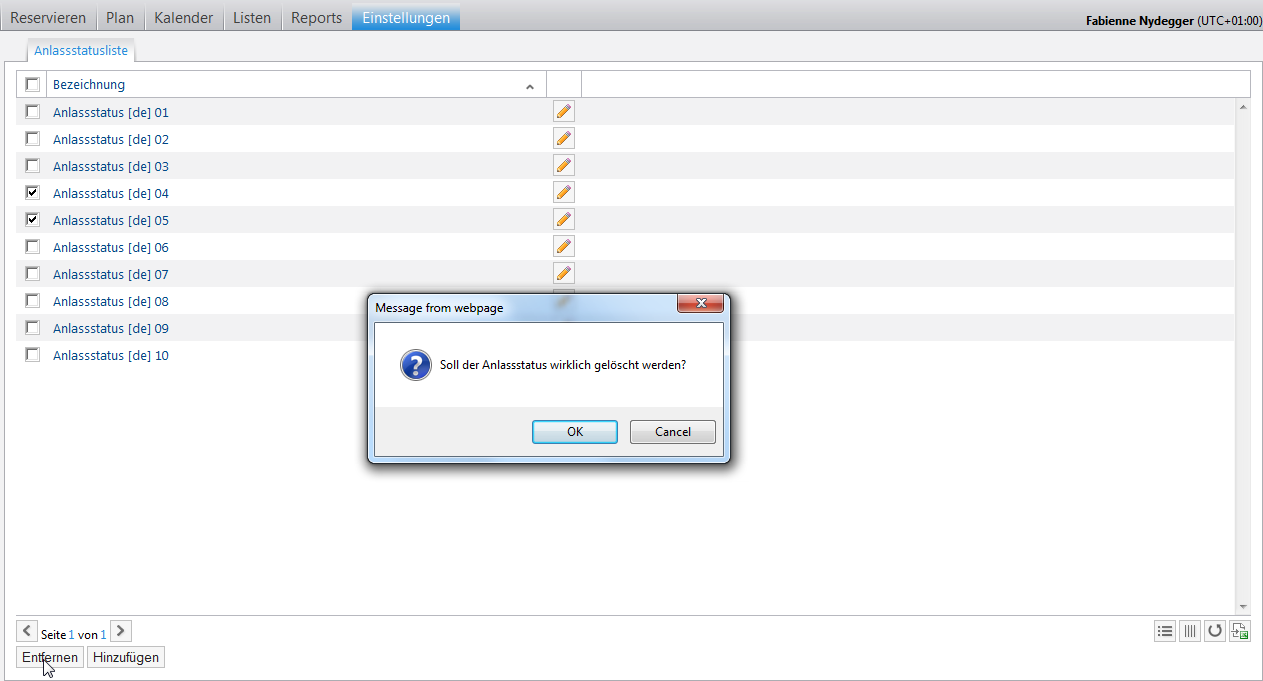 Reservieren Plan Kalender Listen Reports Einstellungen
Fabienne Nydegger (UTC+01:00)
Anlassstatusliste
Bezeichnung
Anlassstatus [de] 01
Anlassstatus [de] 02
Anlassstatus [de] 03
Anlassstatus [de] 04
Anlassstatus [de] 05
Anlassstatus [de] 06
Anlassstatus [de] 07
Anlassstatus [de] 08
Anlassstatus [de] 09
Anlassstatus [de] 10
Message from webpage
Soll der Anlassstatus wirklich gelöscht werden?
OK Cancel
Seite 1 von 1
Entfernen Hinzufügen